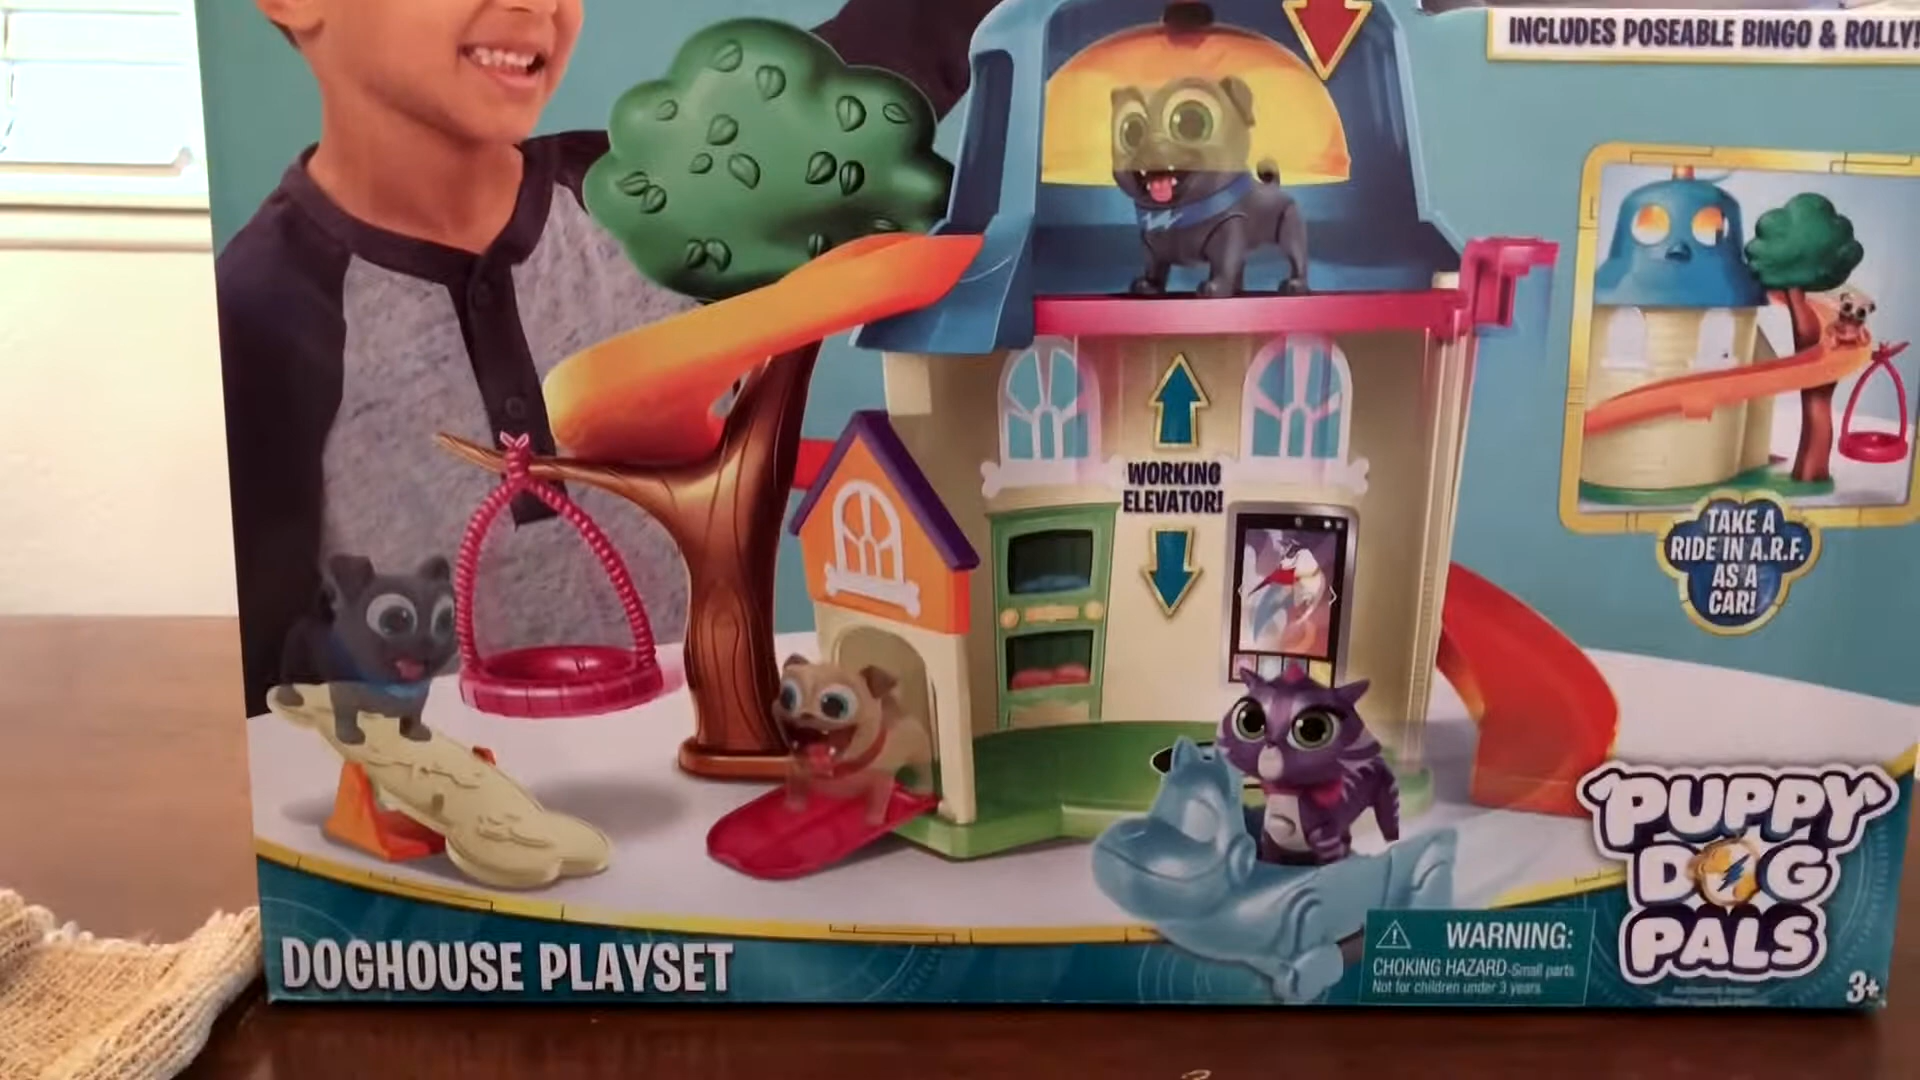 INCLUDES POSEABLE BINGO & ROLLY!
WORKING
ELEVATOR!
TAKE A
RIDE IN A.R.F.
AS A
CAR!
PUPPY
DOG
PALS
DOGHOUSE PLAYSET
WARNING:
CHOKING HAZARD-Small parts
Not for children under 3 years.
3+